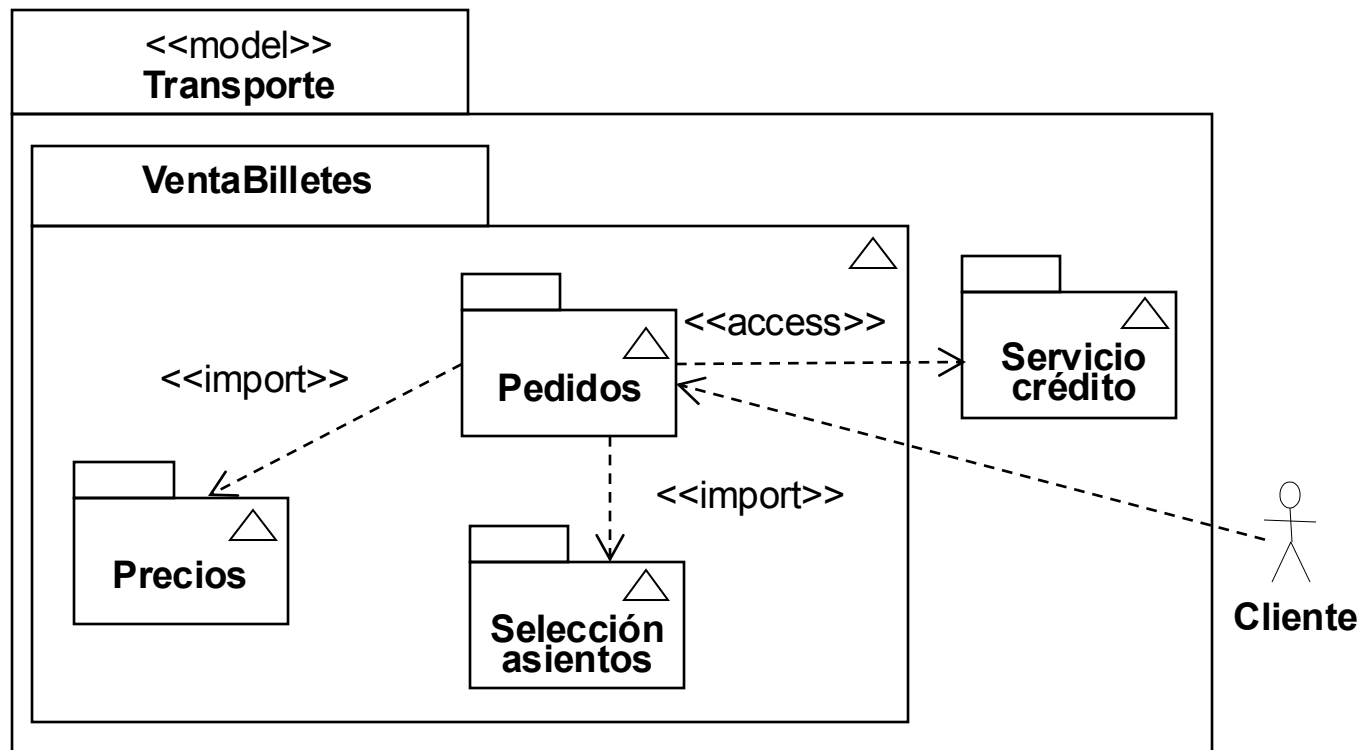 <<model>>
Transporte
VentaBilletes
<<access>>
Servicio
crédito
<<import>>
Pedidos
<<import>>
Precios
Selección
asientos
Cliente